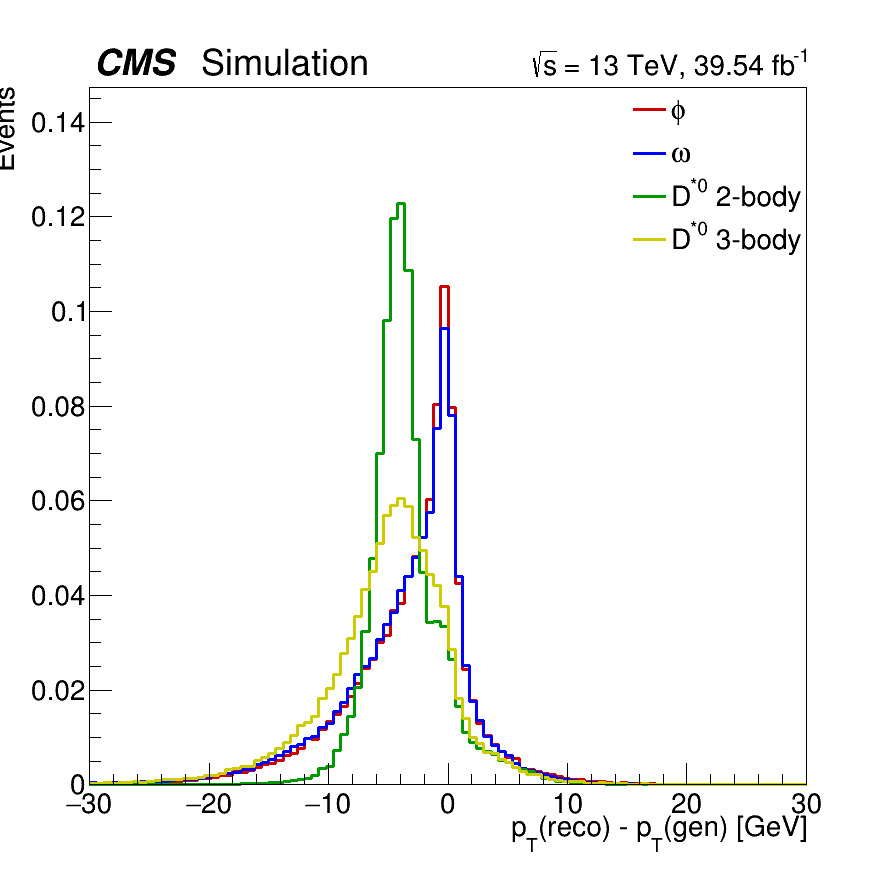 CMS Simulation
√s = 13 TeV, 39.54 fb⁻¹
Events
ϕ
ω
D*⁰ 2-body
D*⁰ 3-body
0.14
0.12
0.1
0.08
0.06
0.04
0.02
0
−30 −20 −10 0 10 20 30
p_T(reco) - p_T(gen) [GeV]